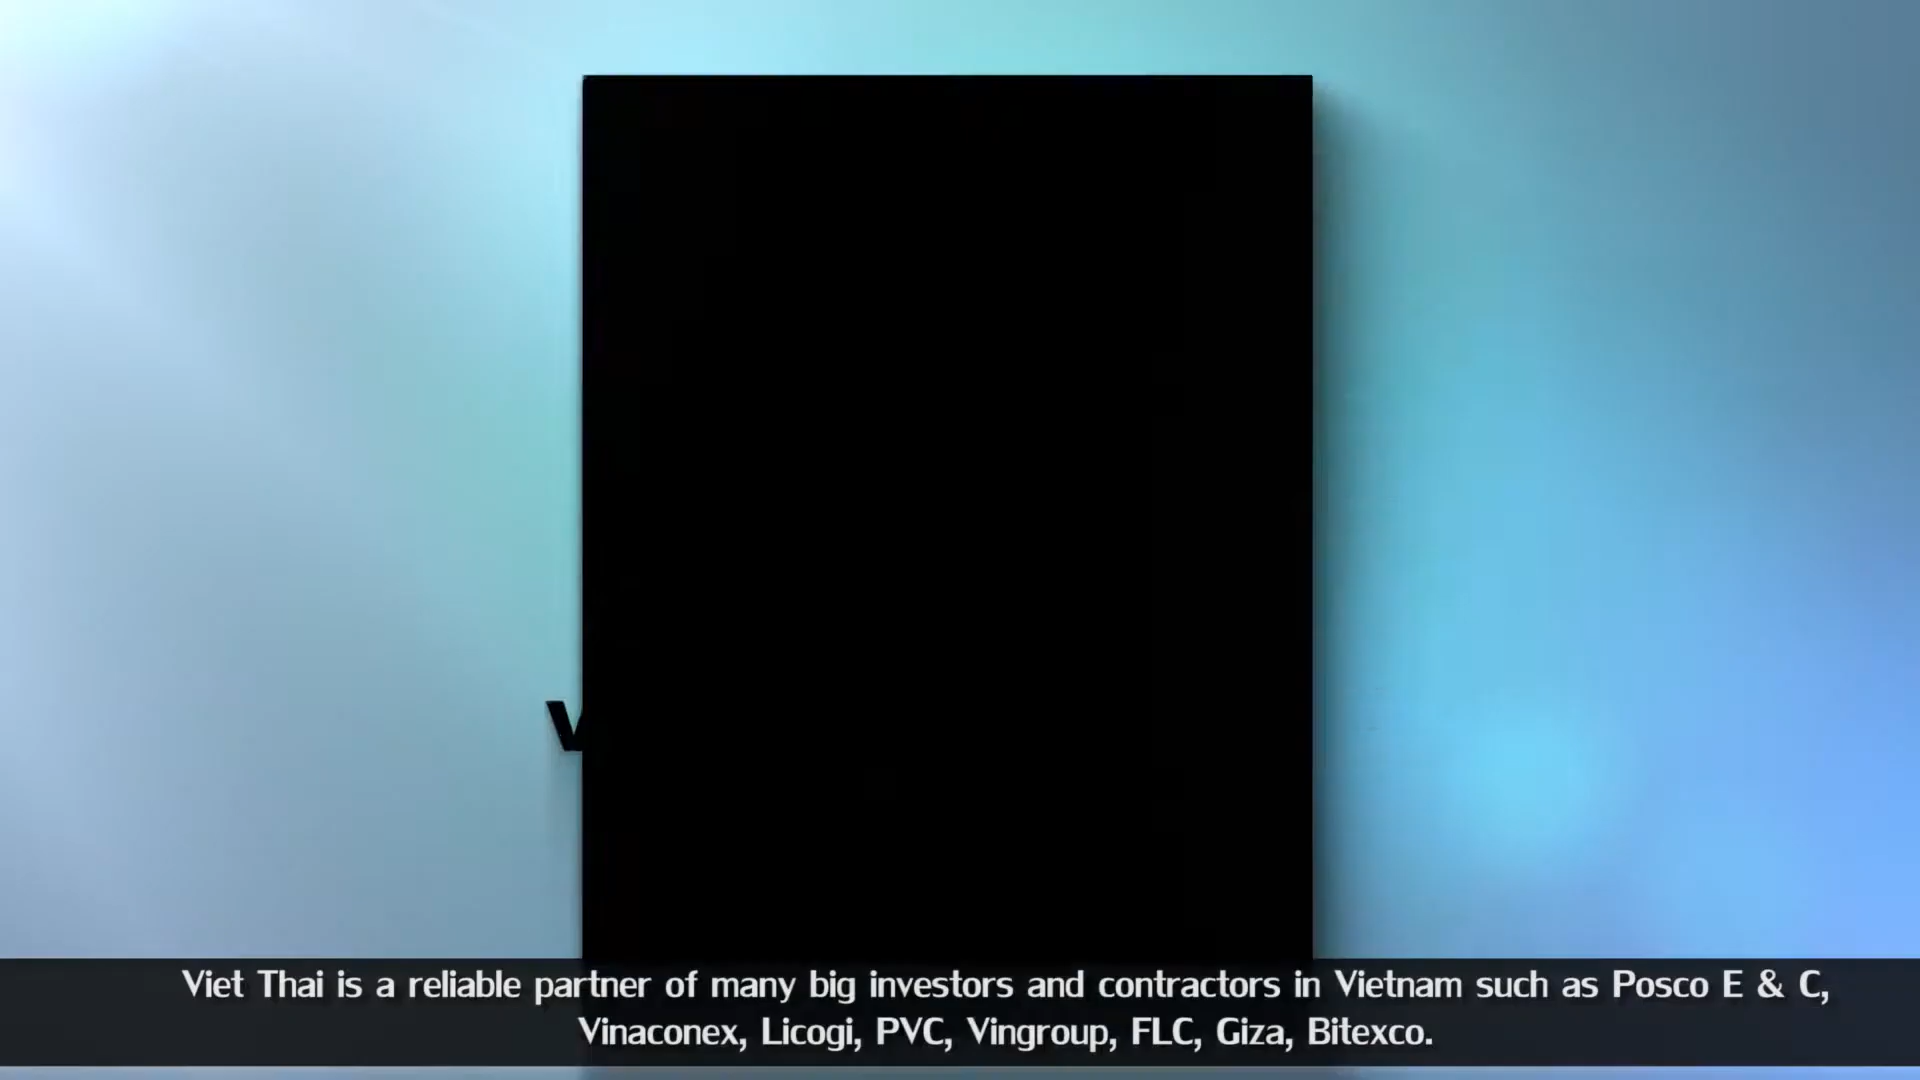 Viet Thai is a reliable partner of many big investors and contractors in Vietnam such as Posco E & C,
Vinaconex, Licogi, PVC, Vingroup, FLC, Giza, Bitexco.